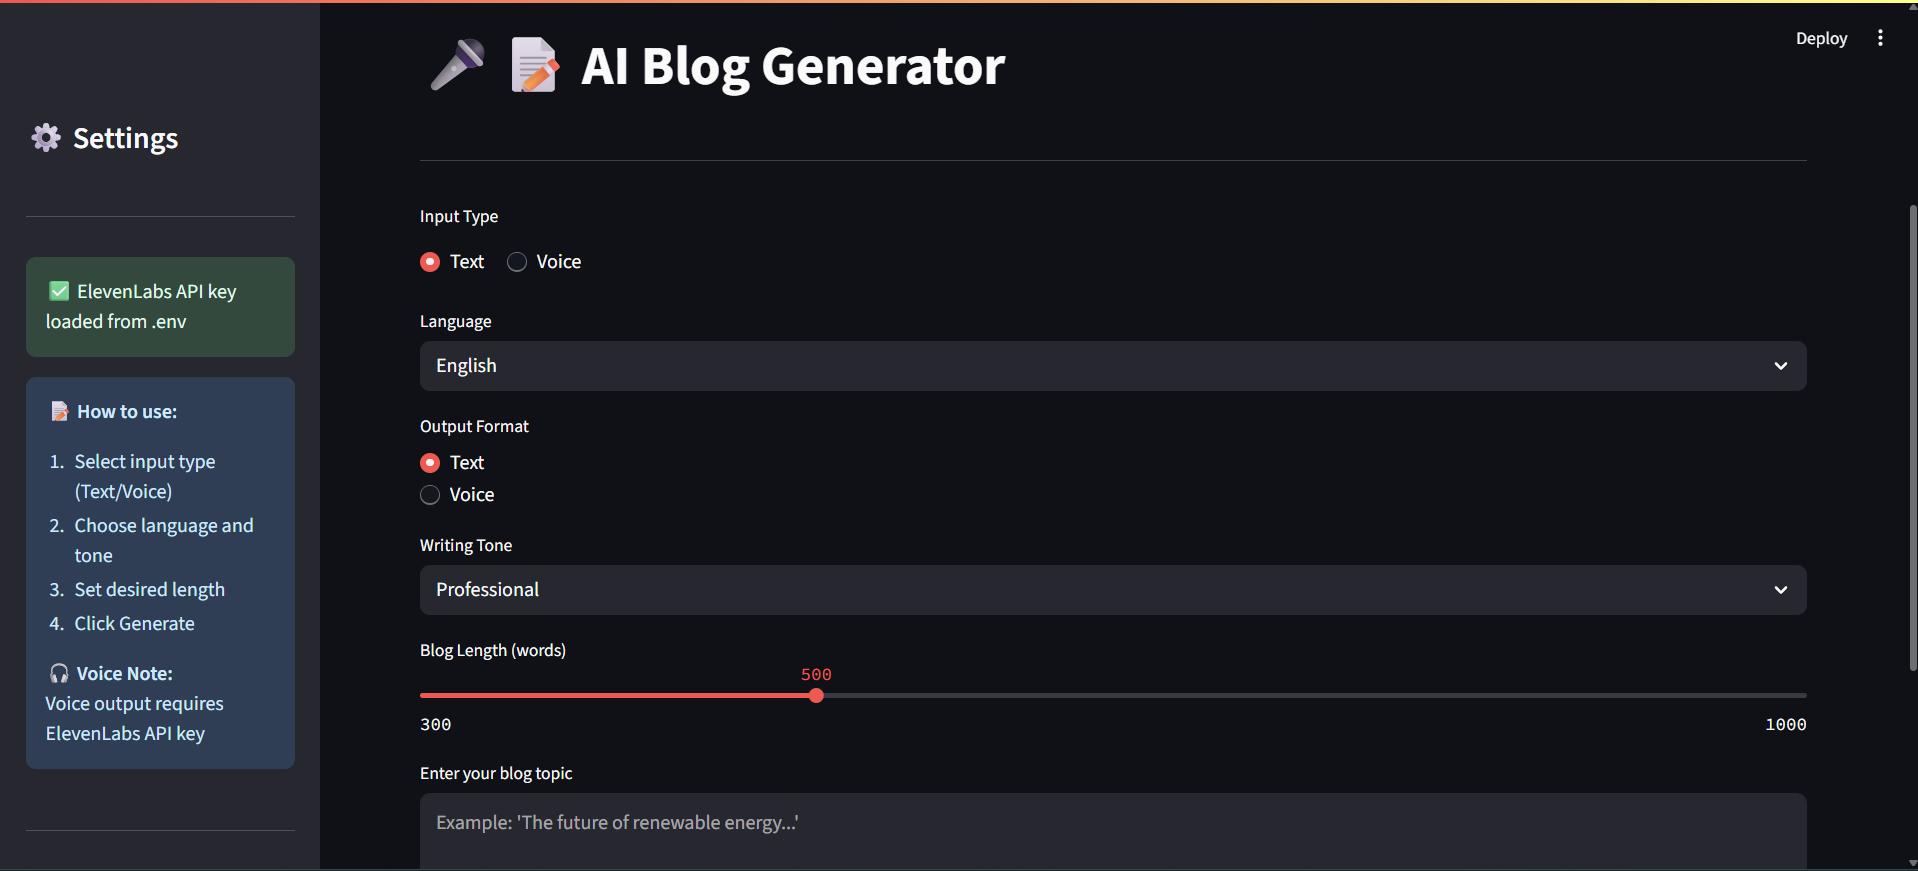 Deploy
Settings
✅ ElevenLabs API key
loaded from .env
📝 How to use:
1. Select input type
(Text/Voice)
2. Choose language and
tone
3. Set desired length
4. Click Generate
🎧 Voice Note:
Voice output requires
ElevenLabs API key
🎤 📝 AI Blog Generator
Input Type
Text Voice
Language
English
Output Format
Text
Voice
Writing Tone
Professional
Blog Length (words)
500
300 1000
Enter your blog topic
Example: 'The future of renewable energy...'